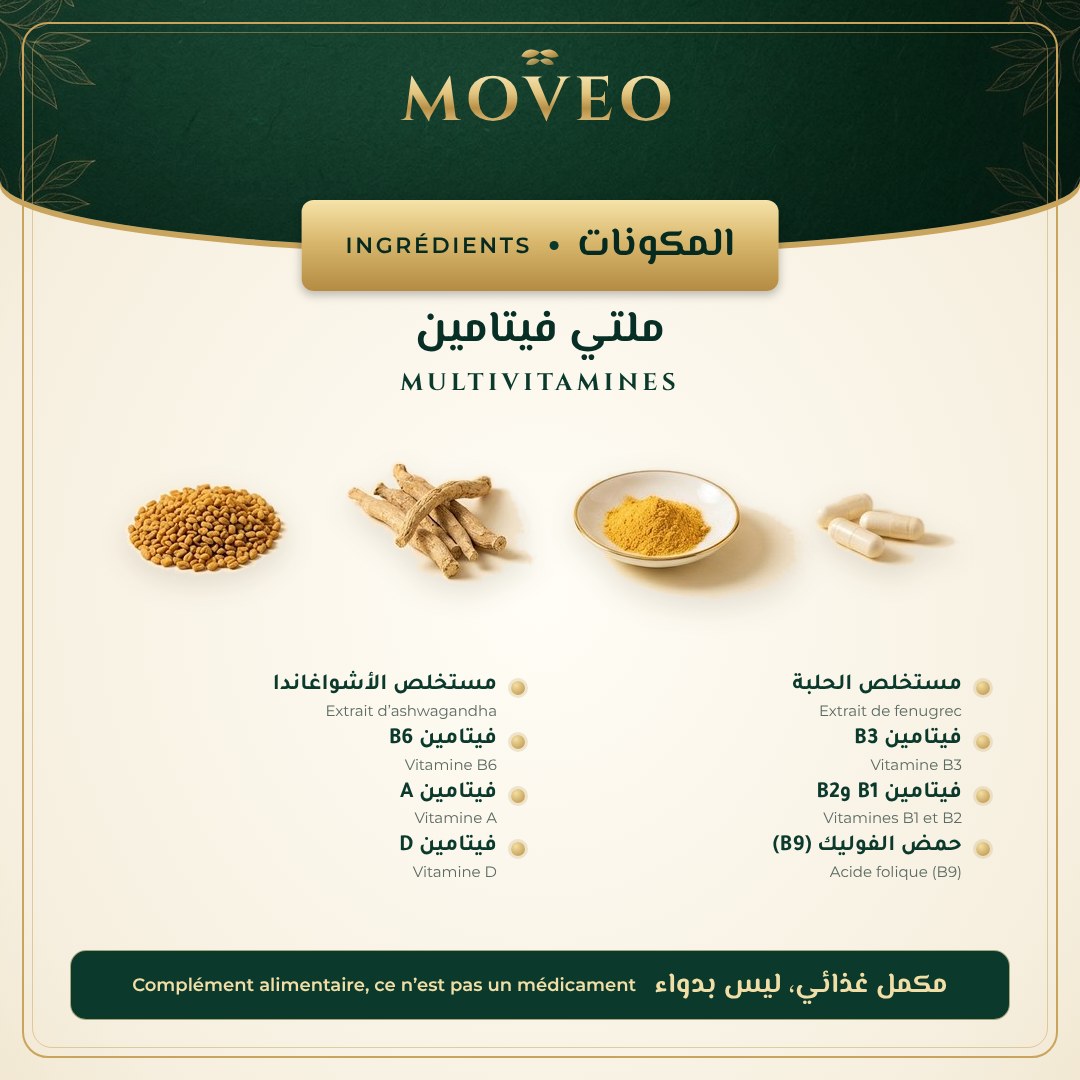 MOVEO
المكونات • INGRÉDIENTS
ملتي فيتامين
MULTIVITAMINES
مستخلص الحلبة
Extrait de fenugrec
فيتامين B3
Vitamine B3
فيتامين B1 وB2
Vitamines B1 et B2
حمض الفوليك (B9)
Acide folique (B9)
مستخلص الأشواغاندا
Extrait d’ashwagandha
فيتامين B6
Vitamine B6
فيتامين A
Vitamine A
فيتامين D
Vitamine D
مكمل غذائي، ليس بدواء Complément alimentaire, ce n’est pas un médicament